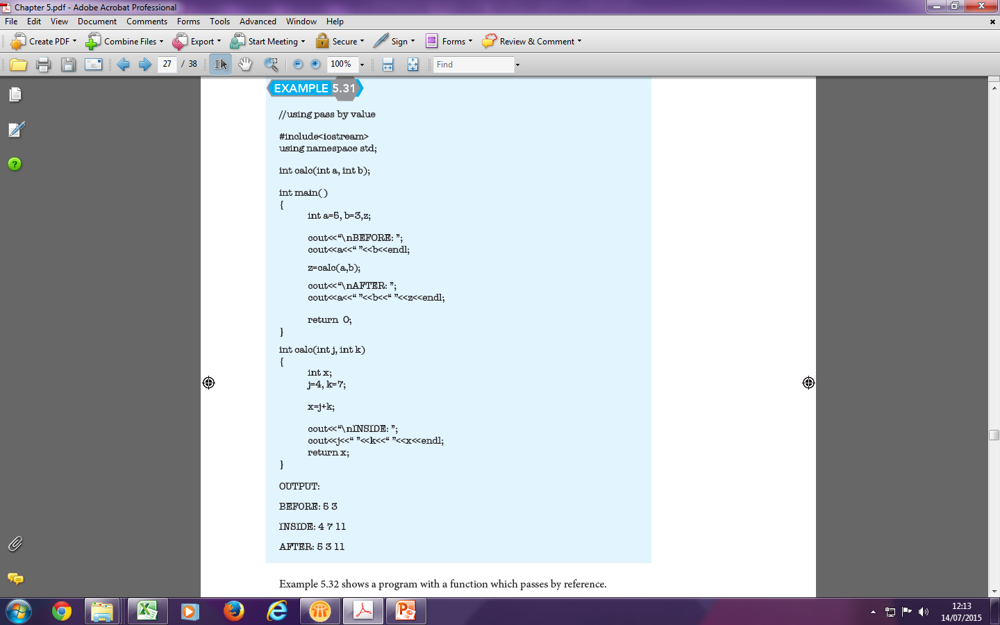 Chapter 5.pdf - Adobe Acrobat Professional
File Edit View Document Comments Forms Tools Advanced Window Help
Create PDF Combine Files Export Start Meeting Secure Sign Forms Review & Comment
27 / 38 100% Find
EXAMPLE 5.31
//using pass by value
#include<iostream>
using namespace std;
int calc(int a, int b);
int main( )
{
int a=5, b=3,z;
cout<<“\nBEFORE: ”;
cout<<a<<“ ”<<b<<endl;
z=calc(a,b);
cout<<“\nAFTER: ”;
cout<<a<<“ ”<<b<<“ ”<<z<<endl;
return 0;
}
int calc(int j, int k)
{
int x;
j=4, k=7;
x=j+k;
cout<<“\nINSIDE: ”;
cout<<j<<“ ”<<k<<“ ”<<x<<endl;
return x;
}
OUTPUT:
BEFORE: 5 3
INSIDE: 4 7 11
AFTER: 5 3 11
Example 5.32 shows a program with a function which passes by reference.
12:13
14/07/2015